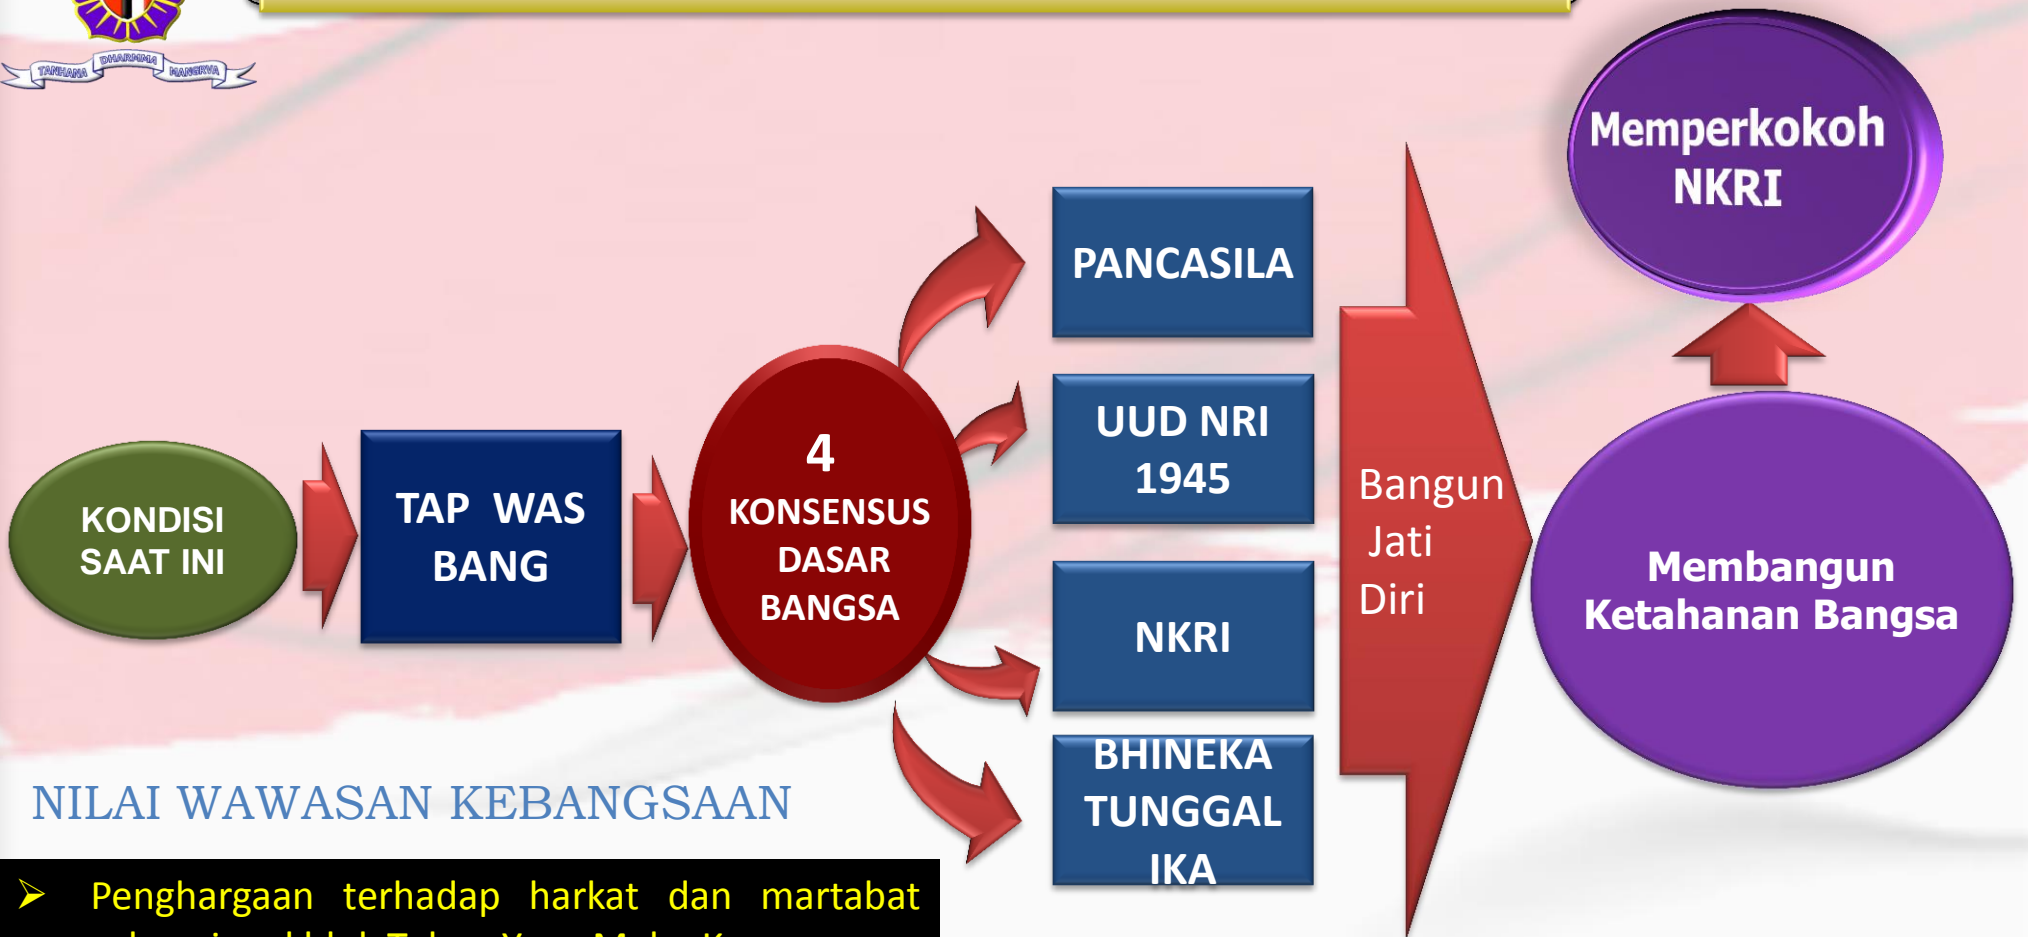 TANHANA DHARMMA MANGRVA
Memperkokoh
NKRI
PANCASILA
UUD NRI
1945
NKRI
BHINEKA
TUNGGAL
IKA
KONDISI
SAAT INI
TAP WAS
BANG
4
KONSENSUS
DASAR
BANGSA
Bangun
Jati
Diri
Membangun
Ketahanan Bangsa
NILAI WAWASAN KEBANGSAAN
➢ Penghargaan terhadap harkat dan martabat